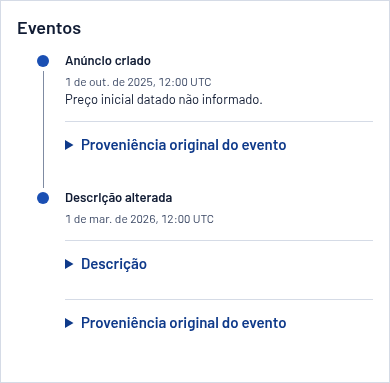 Eventos
Anúncio criado
1 de out. de 2025, 12:00 UTC
Preço inicial datado não informado.
Proveniência original do evento
Descrição alterada
1 de mar. de 2026, 12:00 UTC
Descrição
Proveniência original do evento